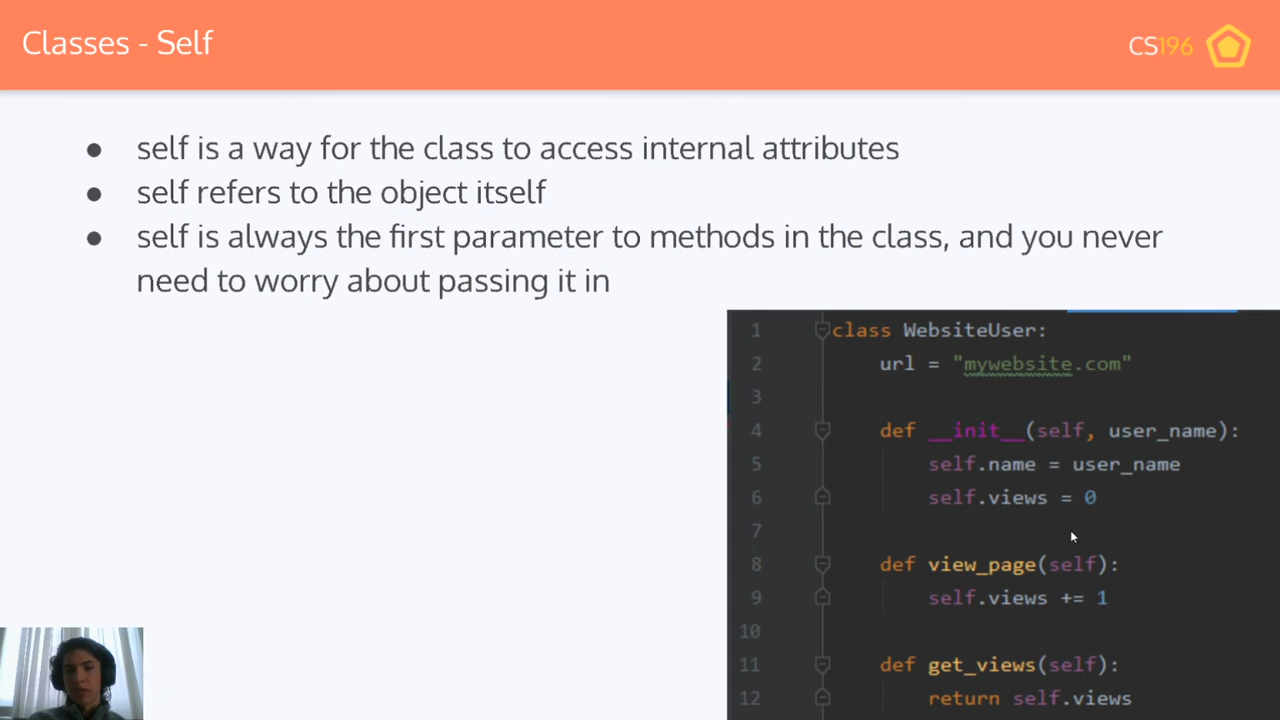 Classes - Self
CS196
● self is a way for the class to access internal attributes
● self refers to the object itself
● self is always the first parameter to methods in the class, and you never
need to worry about passing it in
1 class WebsiteUser:
2     url = "mywebsite.com"
3
4     def __init__(self, user_name):
5         self.name = user_name
6         self.views = 0
7
8     def view_page(self):
9         self.views += 1
10
11     def get_views(self):
12         return self.views